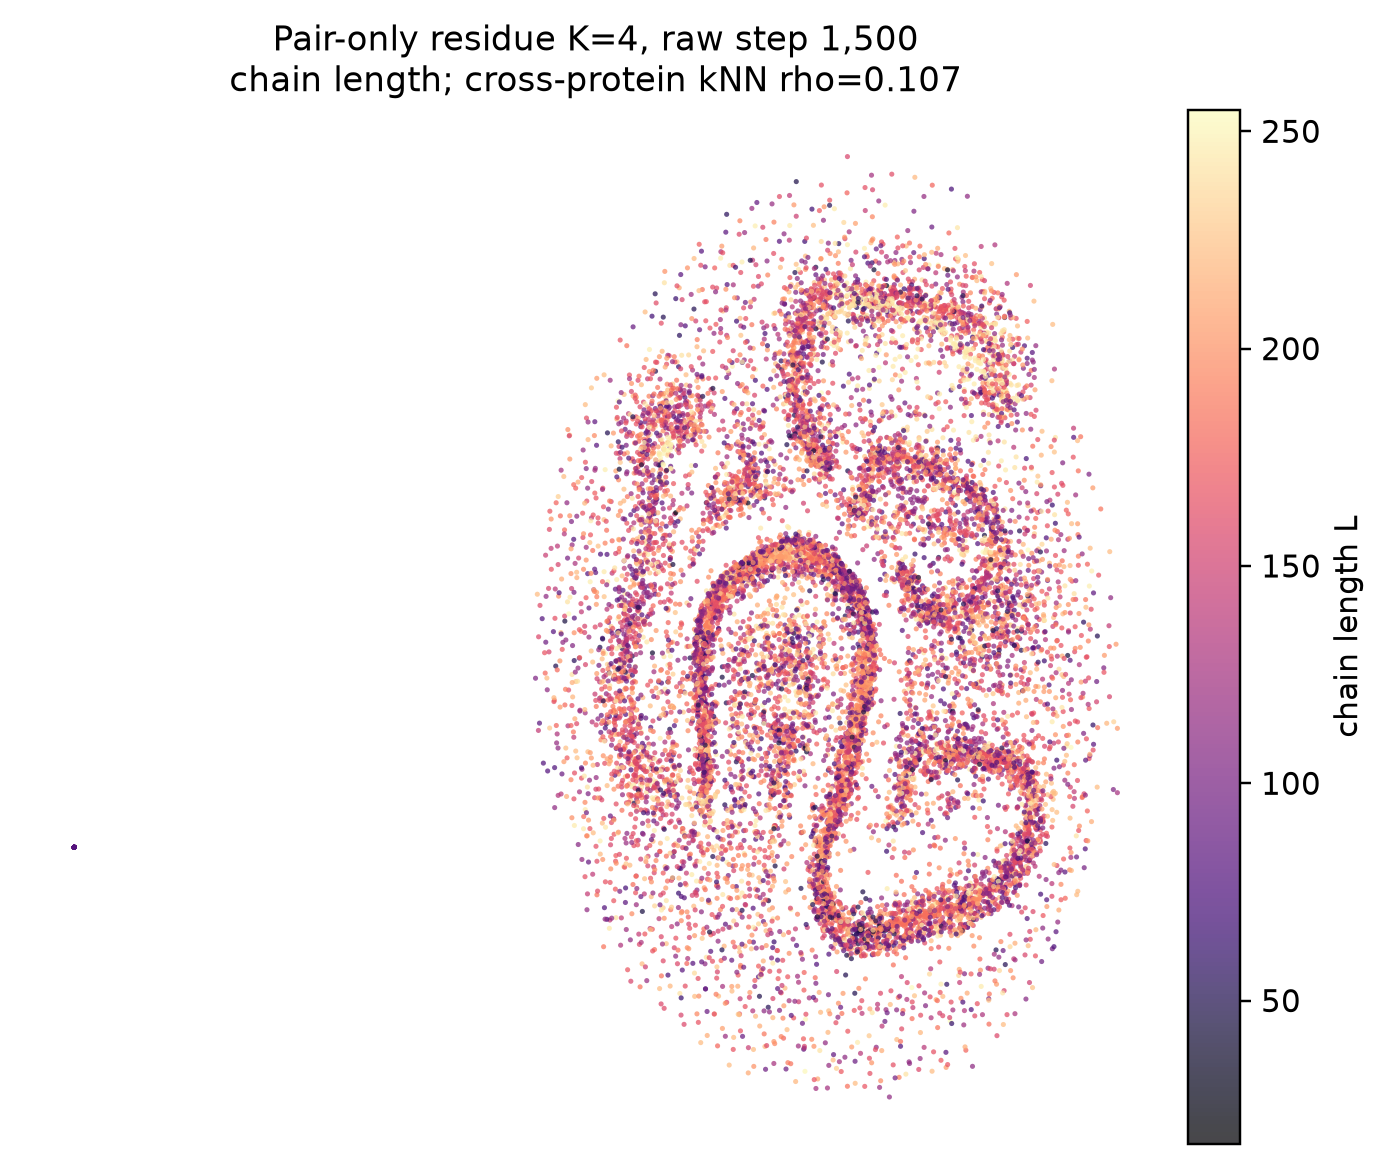 Pair-only residue K=4, raw step 1,500
chain length; cross-protein kNN rho=0.107
250
200
150
100
50
chain length L